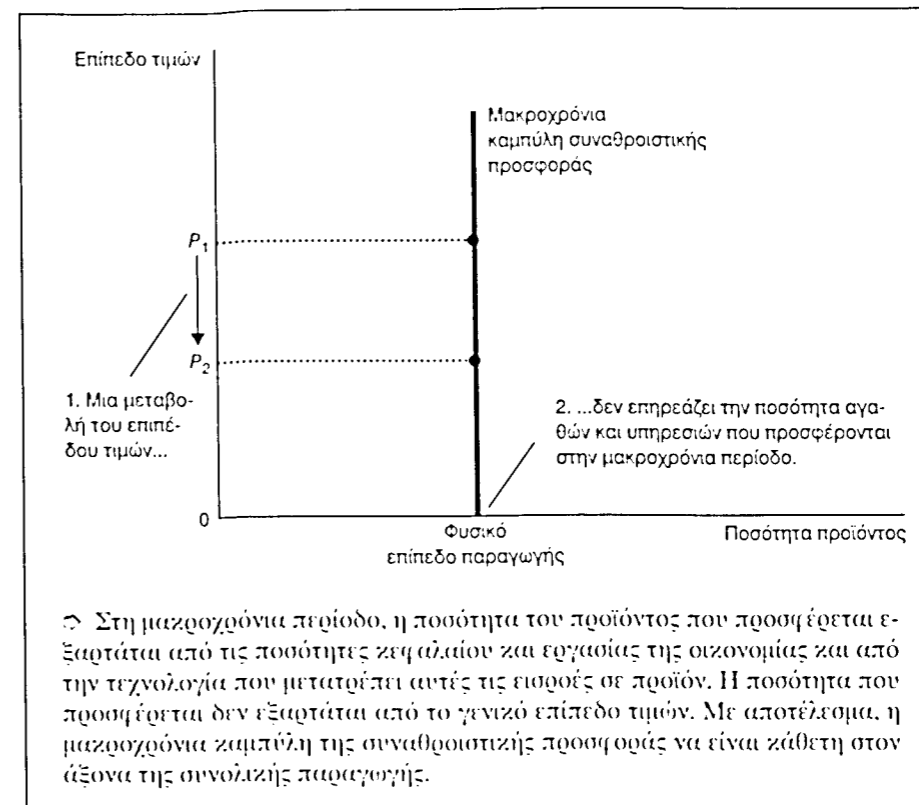 Επίπεδο τιμών
Μακροχρόνια
καμπύλη συναθροιστικής
προσφοράς
P1
P2
1. Μια μεταβο-
λή του επιπέ-
δου τιμών...
2. ...δεν επηρεάζει την ποσότητα αγα-
θών και υπηρεσιών που προσφέρονται
στην μακροχρόνια περίοδο.
0
Φυσικό
επίπεδο παραγωγής
Ποσότητα προϊόντος
Στη μακροχρόνια περίοδο, η ποσότητα του προϊόντος που προσφέρεται ε-
ξαρτάται από τις ποσότητες κεφαλαίου και εργασίας της οικονομίας και από
την τεχνολογία που μετατρέπει αυτές τις εισροές σε προϊόν. Η ποσότητα που
προσφέρεται δεν εξαρτάται από το γενικό επίπεδο τιμών. Με αποτέλεσμα, η
μακροχρόνια καμπύλη της συναθροιστικής προσφοράς να είναι κάθετη στον
άξονα της συνολικής παραγωγής.